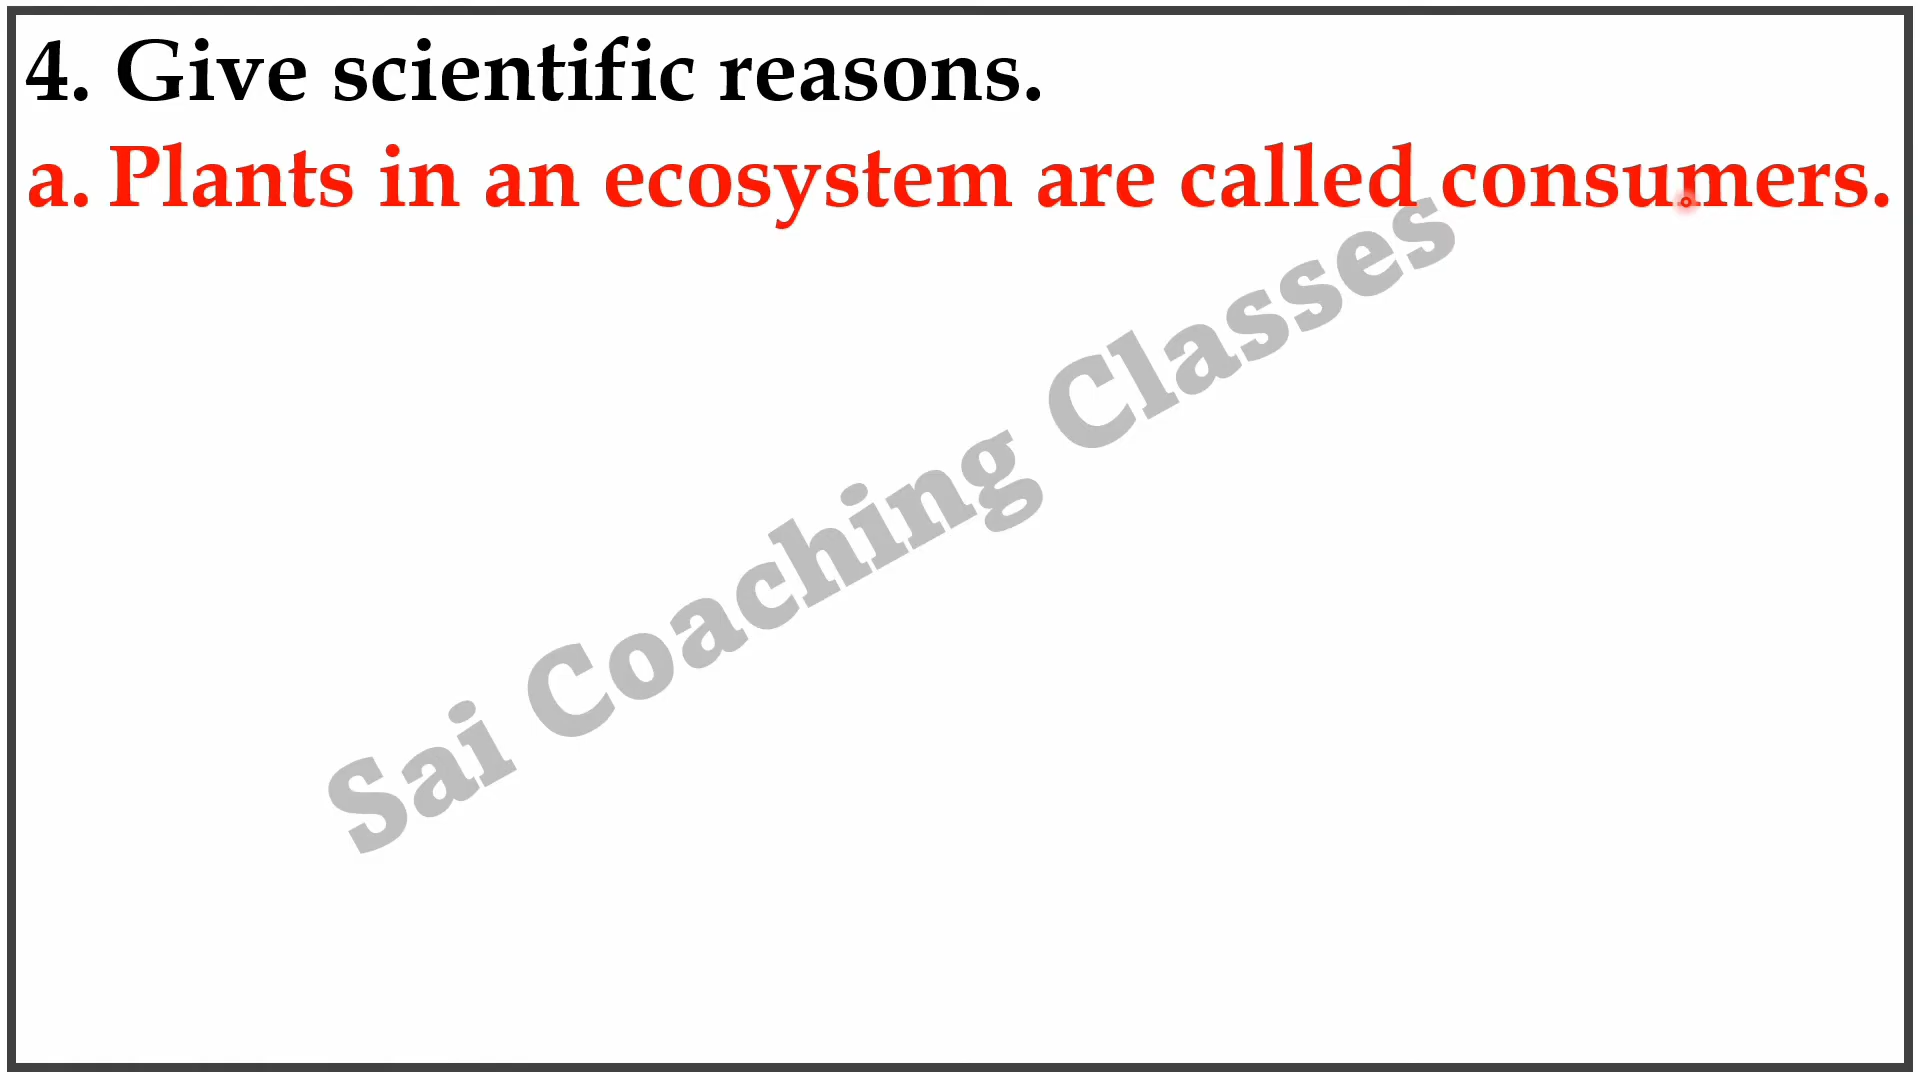 4. Give scientific reasons.
a. Plants in an ecosystem are called consumers.
Sai Coaching Classes